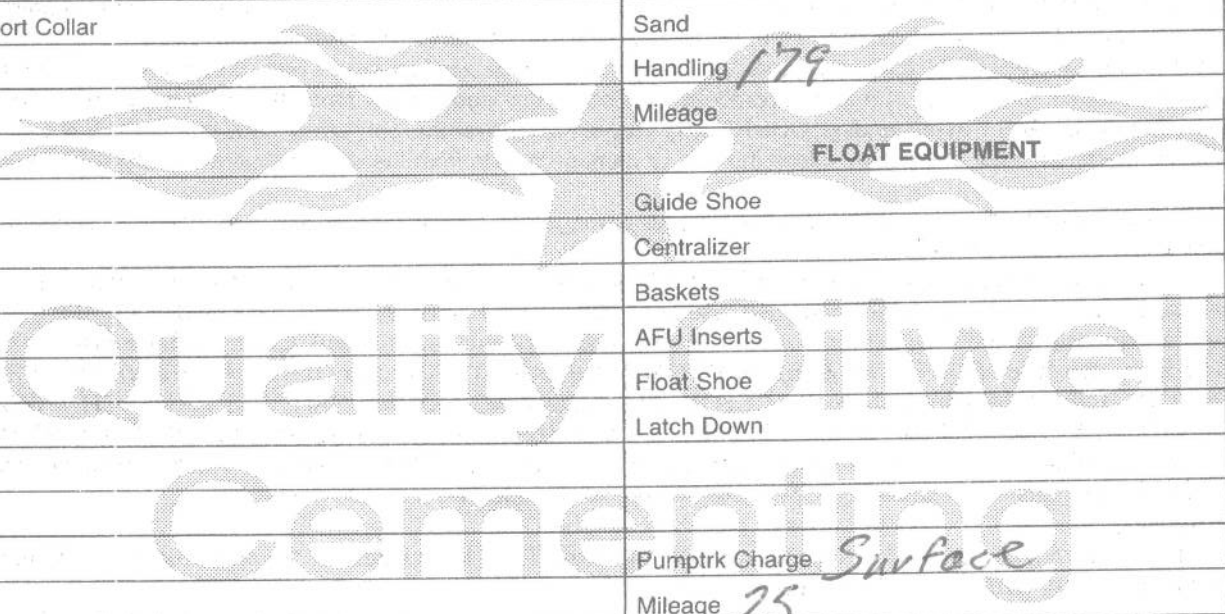 ort Collar
Sand
Handling 179
Mileage
FLOAT EQUIPMENT
Guide Shoe
Centralizer
Baskets
AFU Inserts
Float Shoe
Latch Down
Quality Oilwell
Cementing
Pumptrk Charge Surface
Mileage 25